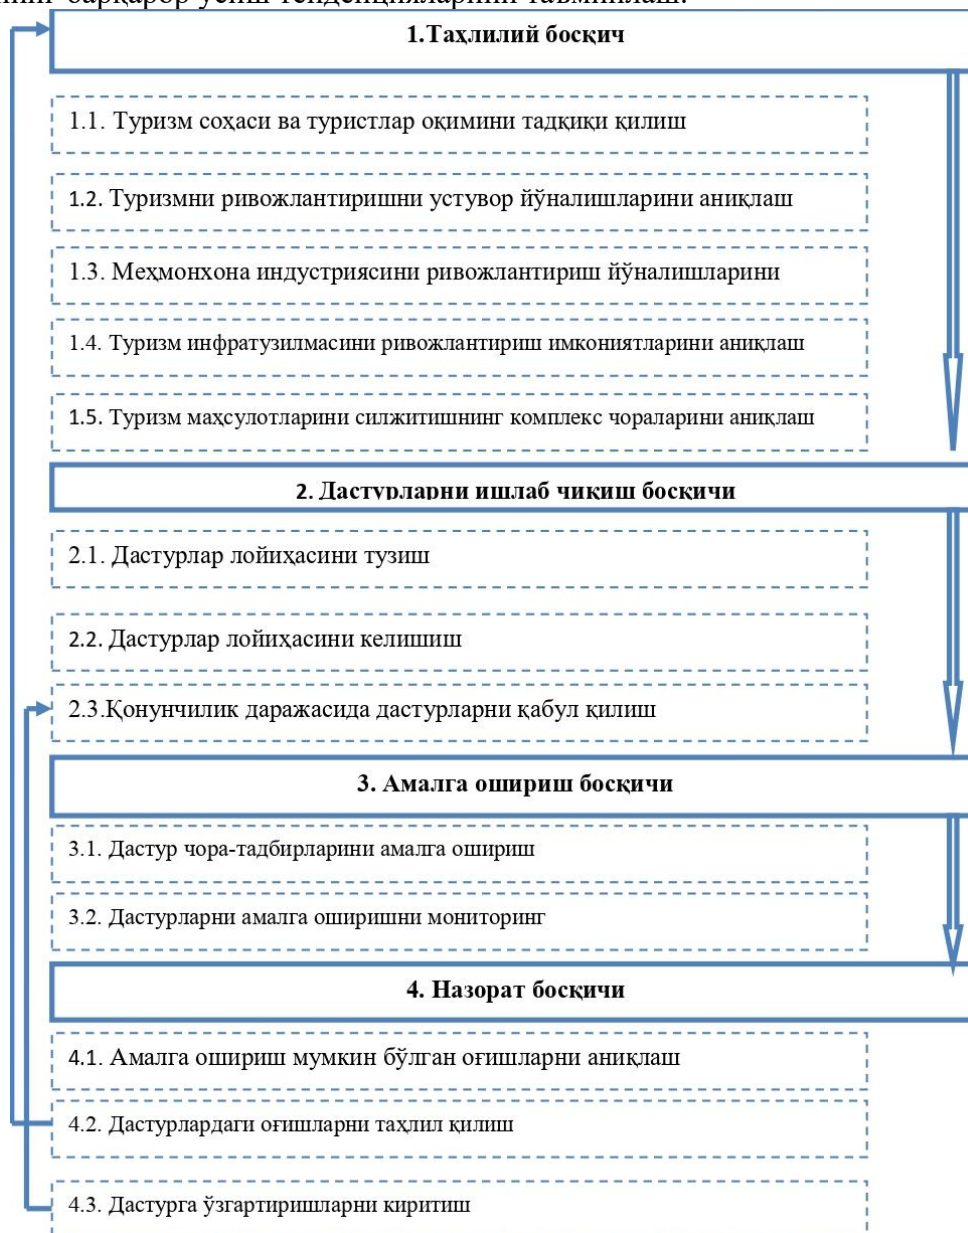 барқарор ўсиш тенденцияларини таъминлаш.
1.Таҳлилий босқич
1.1. Туризм соҳаси ва туристлар оқимини тадқиқи қилиш
1.2. Туризмни ривожлантиришни устувор йўналишларини аниқлаш
1.3. Меҳмонхона индустриясини ривожлантириш йўналишларини
1.4. Туризм инфратузилмасини ривожлантириш имкониятларини аниқлаш
1.5. Туризм маҳсулотларини силжитишнинг комплекс чораларини аниқлаш
2. Дастурларни ишлаб чиқиш босқичи
2.1. Дастурлар лойиҳасини тузиш
2.2. Дастурлар лойиҳасини келишиш
2.3.Қонунчилик даражасида дастурларни қабул қилиш
3. Амалга ошириш босқичи
3.1. Дастур чора-тадбирларини амалга ошириш
3.2. Дастурларни амалга оширишни мониторинг
4. Назорат босқичи
4.1. Амалга ошириш мумкин бўлган оғишларни аниқлаш
4.2. Дастурлардаги оғишларни таҳлил қилиш
4.3. Дастурга ўзгартиришларни киритиш